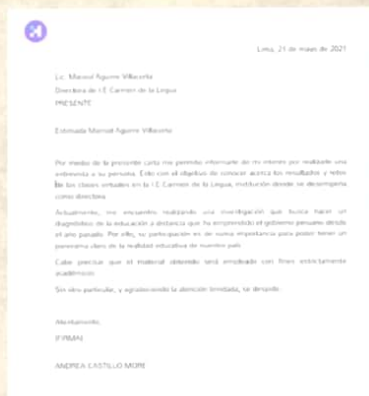 Lima, 21 de mayo de 2021
Lic. Marisol Aguirre Villacorta
Directora de I.E Carmen de la Legua
PRESENTE
Estimada Marisol Aguirre Villacorta
Por medio de la presente carta me permito informarle de mi interés por realizarle una
entrevista a su persona. Esto con el objetivo de conocer acerca los resultados y retos
de las clases virtuales en la I.E Carmen de la Legua, institución donde se desempeña
como directora.
Actualmente, me encuentro realizando una investigación que busca hacer un
diagnóstico de la educación a distancia que ha emprendido el gobierno peruano desde
el año pasado. Por ello, su participación es de suma importancia para poder tener un
panorama claro de la realidad educativa de nuestro país.
Cabe precisar que el material obtenido será empleado con fines estrictamente
académicos.
Sin otro particular, y agradeciendo la atención brindada, se despide.
Atentamente,
(FIRMA)
ANDREA CASTILLO MORE